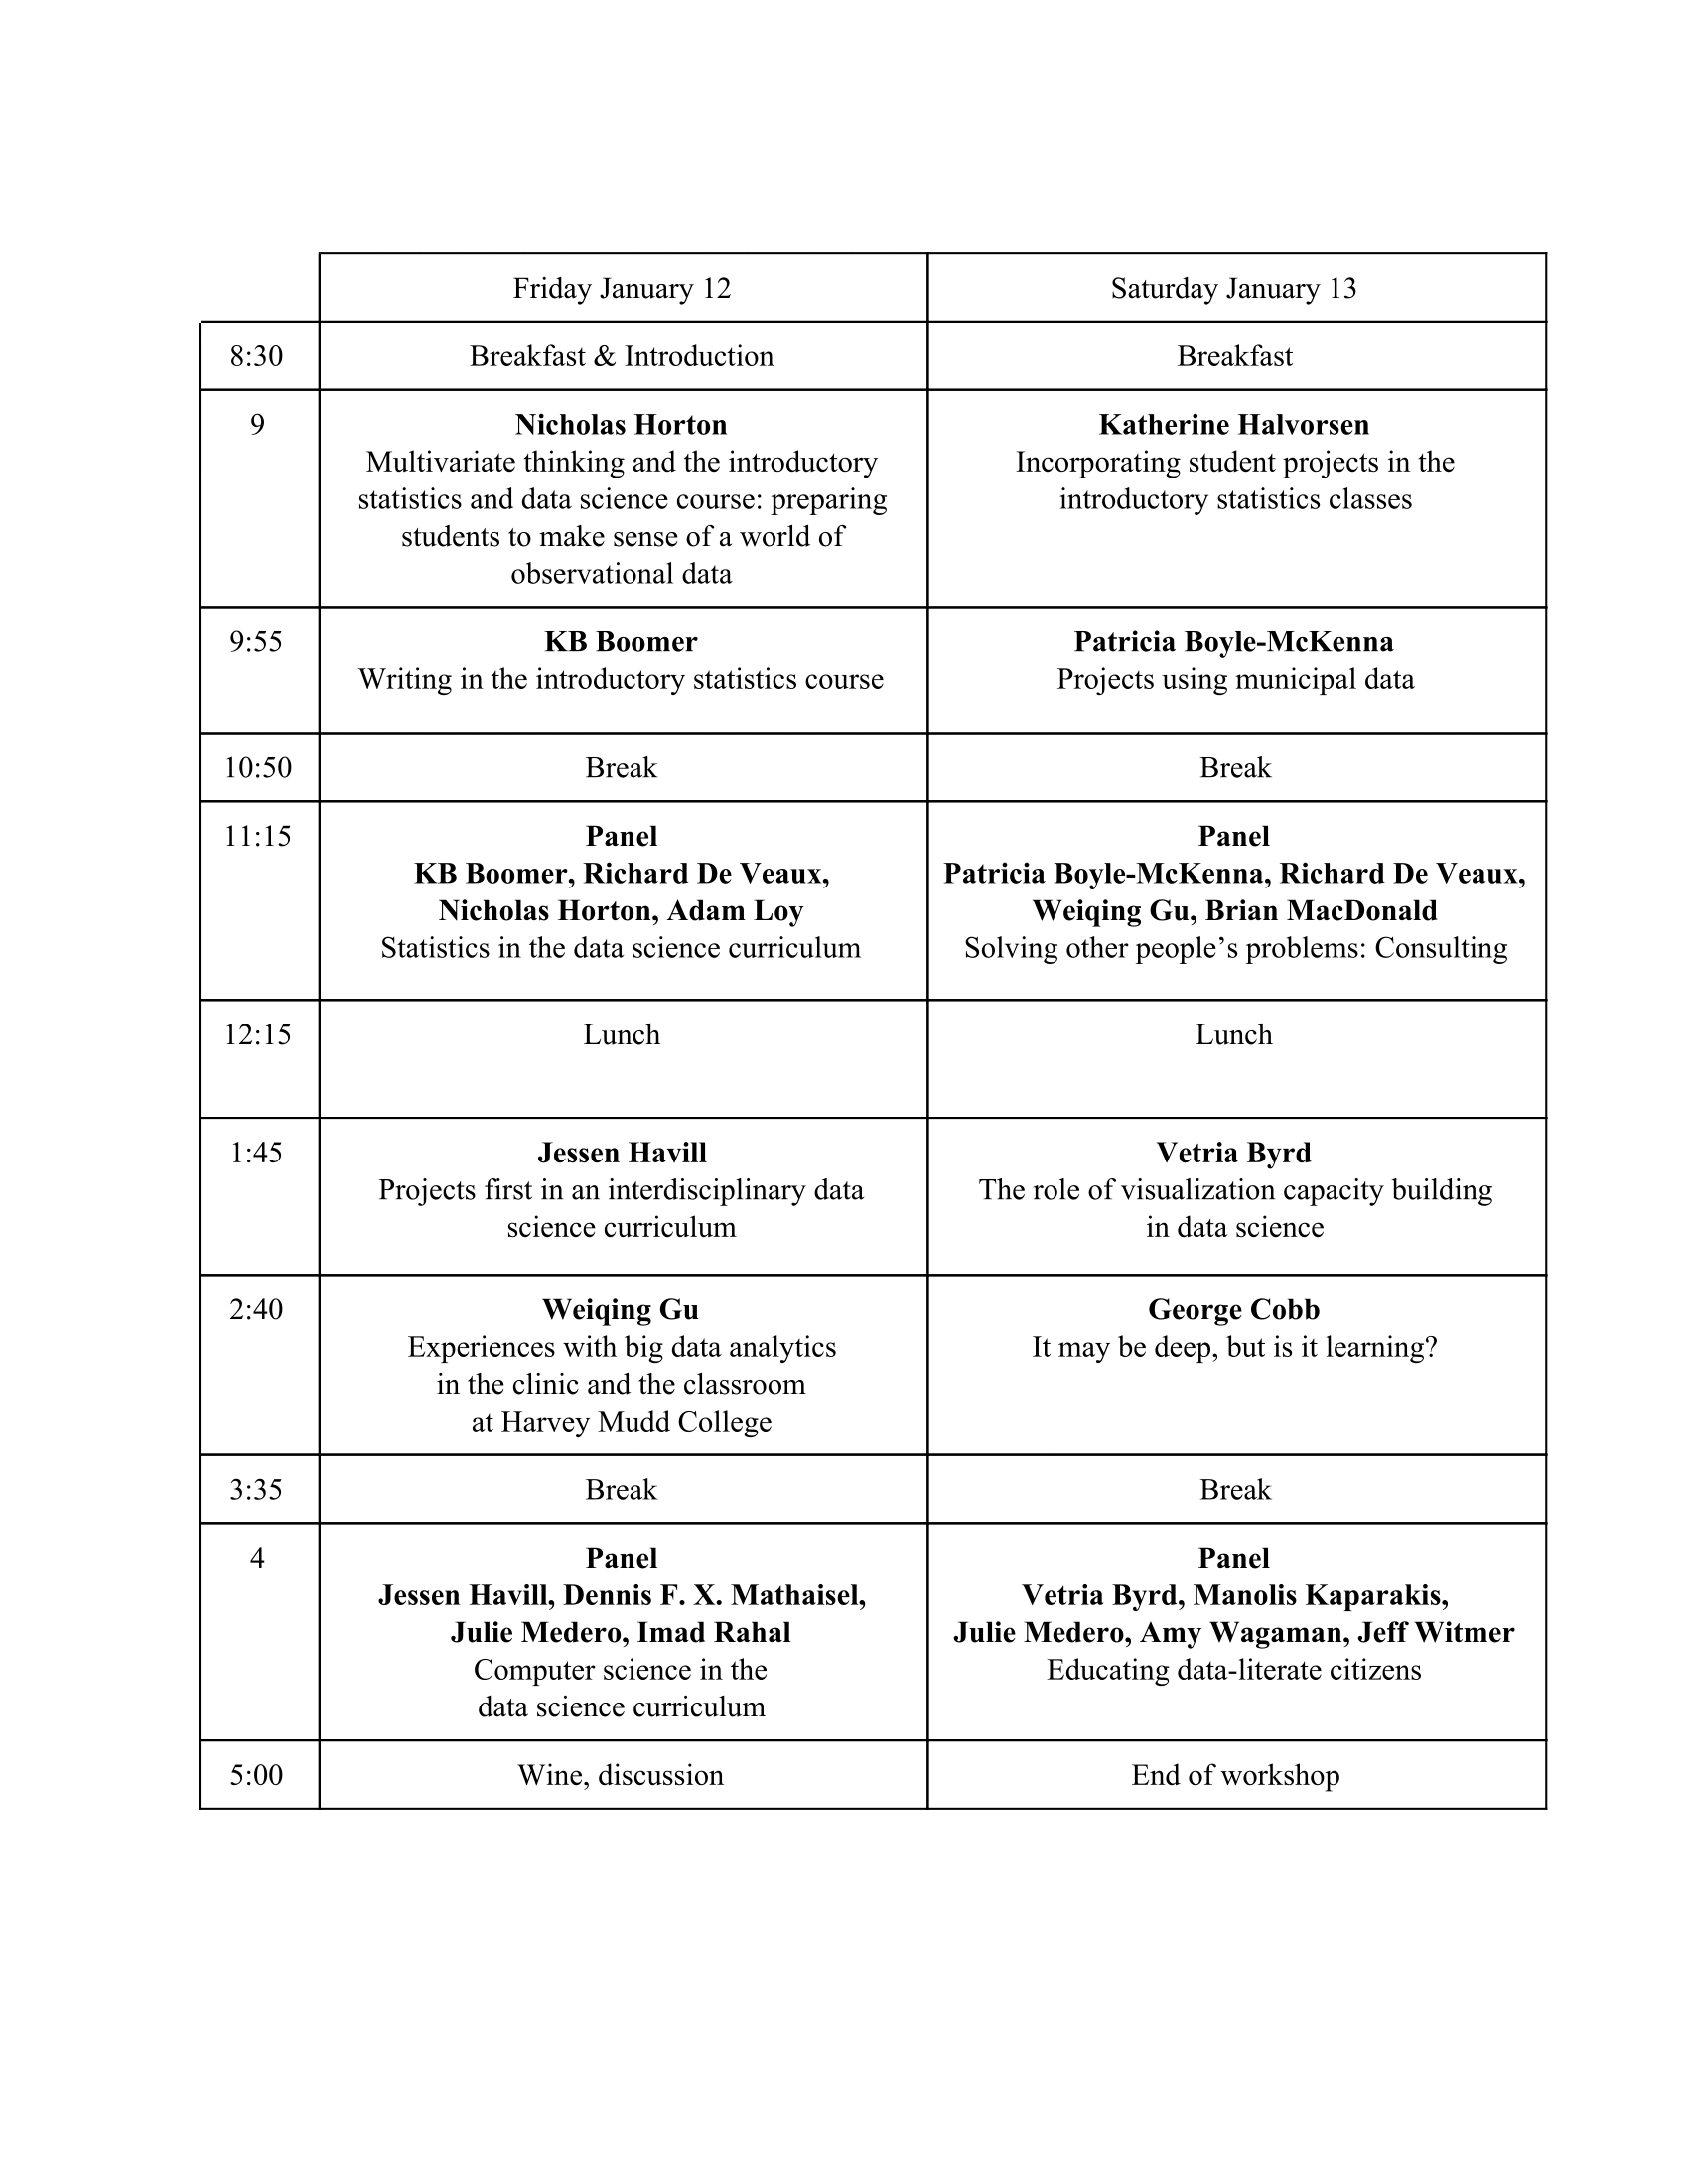 Friday January 12
Saturday January 13
8:30
Breakfast & Introduction
Breakfast
9
Nicholas Horton
Multivariate thinking and the introductory
statistics and data science course: preparing
students to make sense of a world of
observational data
Katherine Halvorsen
Incorporating student projects in the
introductory statistics classes
9:55
KB Boomer
Writing in the introductory statistics course
Patricia Boyle-McKenna
Projects using municipal data
10:50
Break
Break
11:15
Panel
KB Boomer, Richard De Veaux,
Nicholas Horton, Adam Loy
Statistics in the data science curriculum
Panel
Patricia Boyle-McKenna, Richard De Veaux,
Weiqing Gu, Brian MacDonald
Solving other people’s problems: Consulting
12:15
Lunch
Lunch
1:45
Jessen Havill
Projects first in an interdisciplinary data
science curriculum
Vetria Byrd
The role of visualization capacity building
in data science
2:40
Weiqing Gu
Experiences with big data analytics
in the clinic and the classroom
at Harvey Mudd College
George Cobb
It may be deep, but is it learning?
3:35
Break
Break
4
Panel
Jessen Havill, Dennis F. X. Mathaisel,
Julie Medero, Imad Rahal
Computer science in the
data science curriculum
Panel
Vetria Byrd, Manolis Kaparakis,
Julie Medero, Amy Wagaman, Jeff Witmer
Educating data-literate citizens
5:00
Wine, discussion
End of workshop